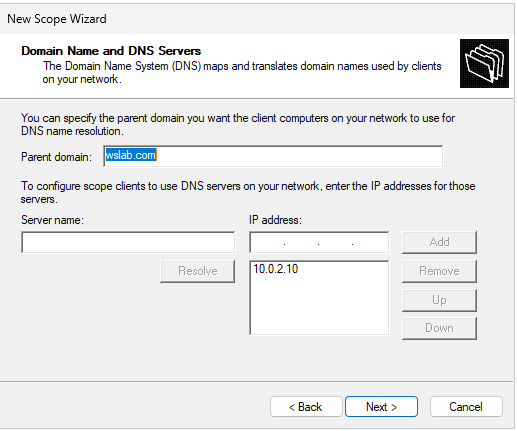 New Scope Wizard
Domain Name and DNS Servers
The Domain Name System (DNS) maps and translates domain names used by clients
on your network.
You can specify the parent domain you want the client computers on your network to use for
DNS name resolution.
Parent domain: wslab.com
To configure scope clients to use DNS servers on your network, enter the IP addresses for those
servers.
Server name: IP address:
. . . Add
Resolve 10.0.2.10 Remove
Up
Down
< Back Next > Cancel